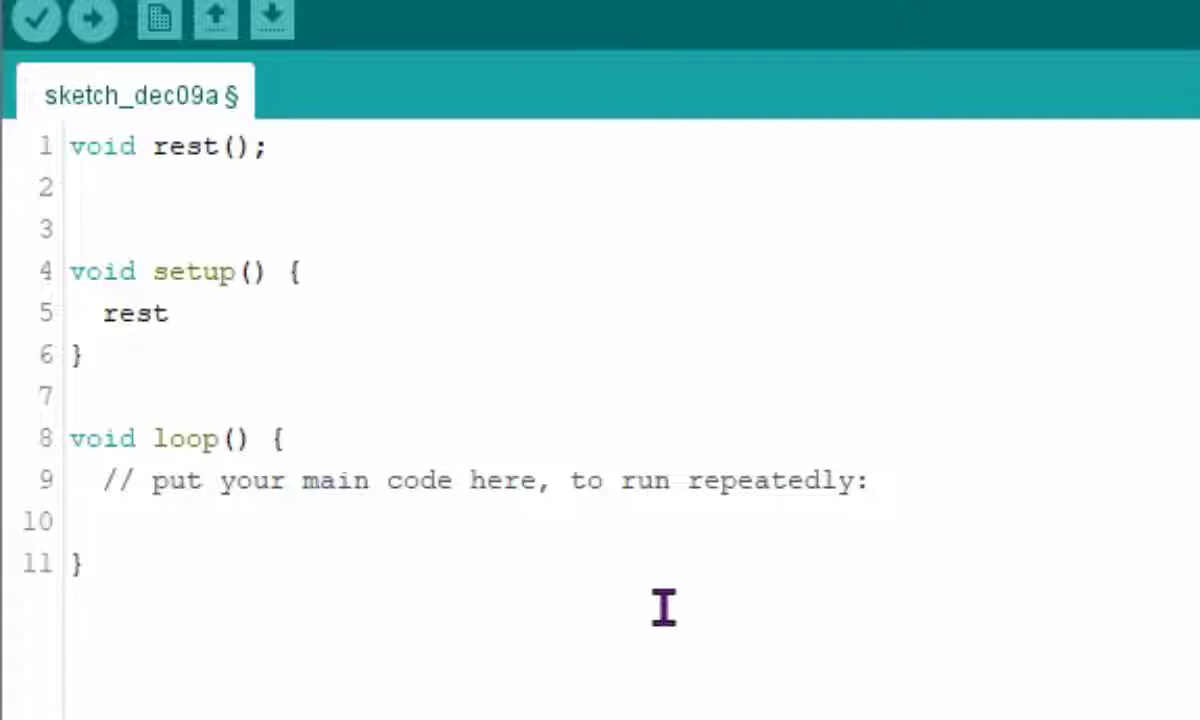 sketch_dec09a §
1 void rest();
2
3
4 void setup() {
5   rest
6 }
7
8 void loop() {
9   // put your main code here, to run repeatedly:
10
11 }